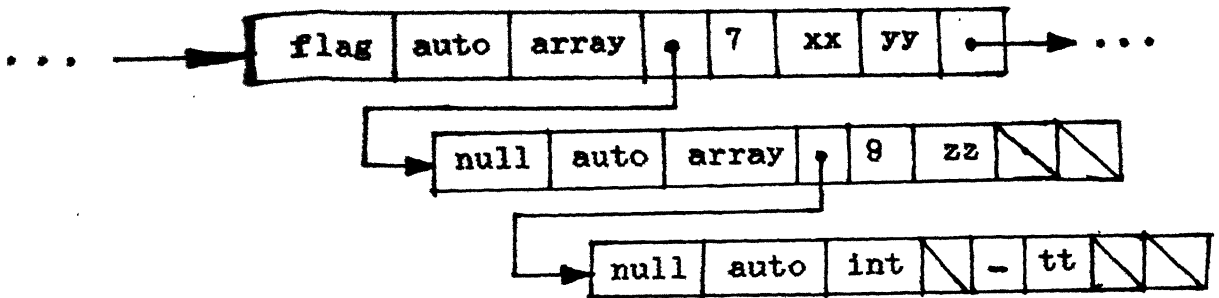 ... flag auto array 7 xx yy ...
null auto array 9 zz
null auto int - tt